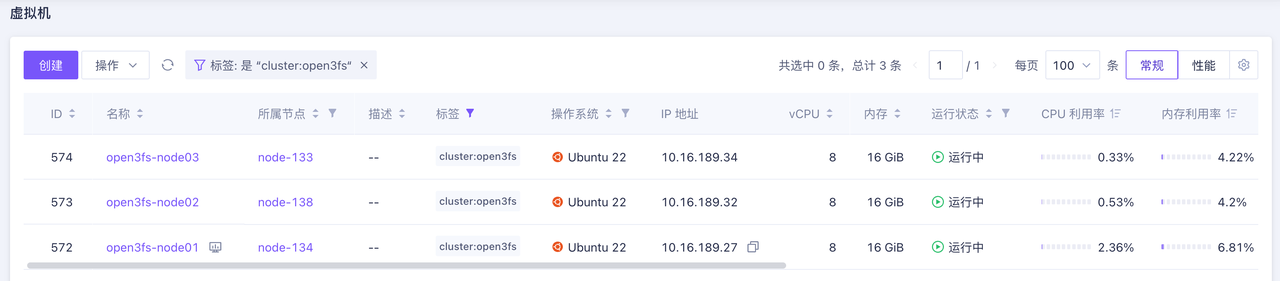 虚拟机
创建 操作 标签: 是 “cluster:open3fs” × 共选中 0 条，总计 3 条 1 / 1 每页 100 条 常规 性能
ID 名称 所属节点 描述 标签 操作系统 IP 地址 vCPU 内存 运行状态 CPU 利用率 内存利用率
574 open3fs-node03 node-133 -- cluster:open3fs Ubuntu 22 10.16.189.34 8 16 GiB 运行中 0.33% 4.22%
573 open3fs-node02 node-138 -- cluster:open3fs Ubuntu 22 10.16.189.32 8 16 GiB 运行中 0.53% 4.2%
572 open3fs-node01 node-134 -- cluster:open3fs Ubuntu 22 10.16.189.27 8 16 GiB 运行中 2.36% 6.81%